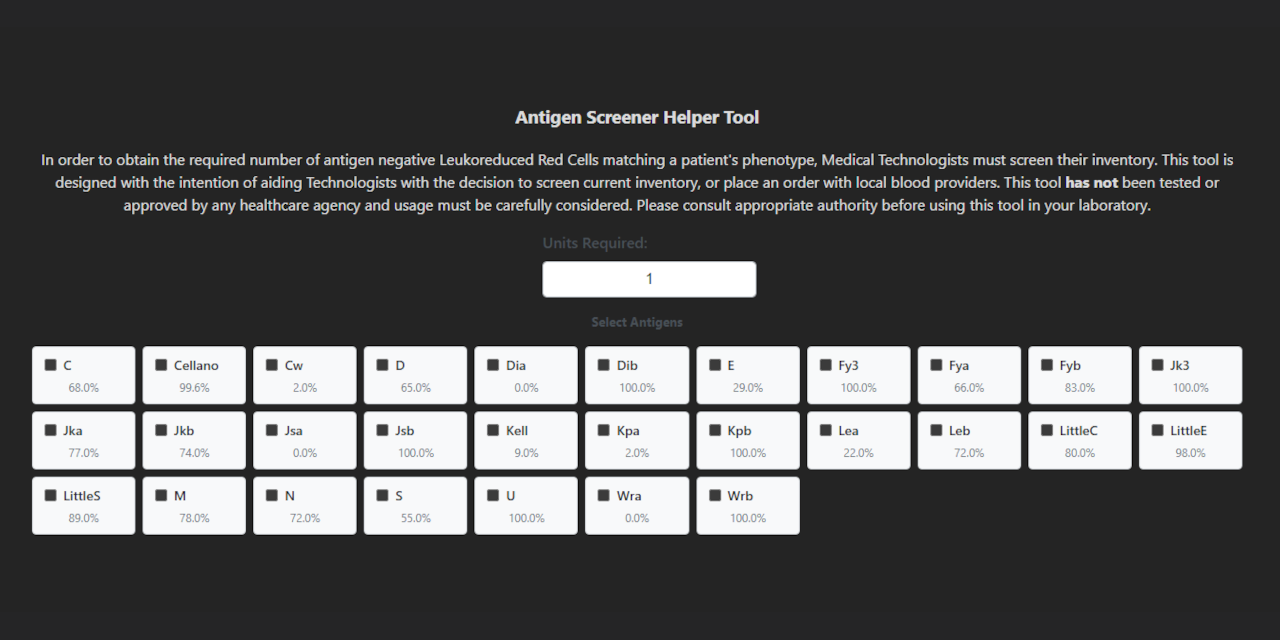 Antigen Screener Helper Tool
In order to obtain the required number of antigen negative Leukoreduced Red Cells matching a patient's phenotype, Medical Technologists must screen their inventory. This tool is
designed with the intention of aiding Technologists with the decision to screen current inventory, or place an order with local blood providers. This tool has not been tested or
approved by any healthcare agency and usage must be carefully considered. Please consult appropriate authority before using this tool in your laboratory.
Units Required:
1
Select Antigens
C Cellano Cw D Dia Dib E Fy3 Fya Fyb Jk3
68.0% 99.6% 2.0% 65.0% 0.0% 100.0% 29.0% 100.0% 66.0% 83.0% 100.0%
Jka Jkb Jsa Jsb Kell Kpa Kpb Lea Leb LittleC LittleE
77.0% 74.0% 0.0% 100.0% 9.0% 2.0% 100.0% 22.0% 72.0% 80.0% 98.0%
LittleS M N S U Wra Wrb
89.0% 78.0% 72.0% 55.0% 100.0% 0.0% 100.0%